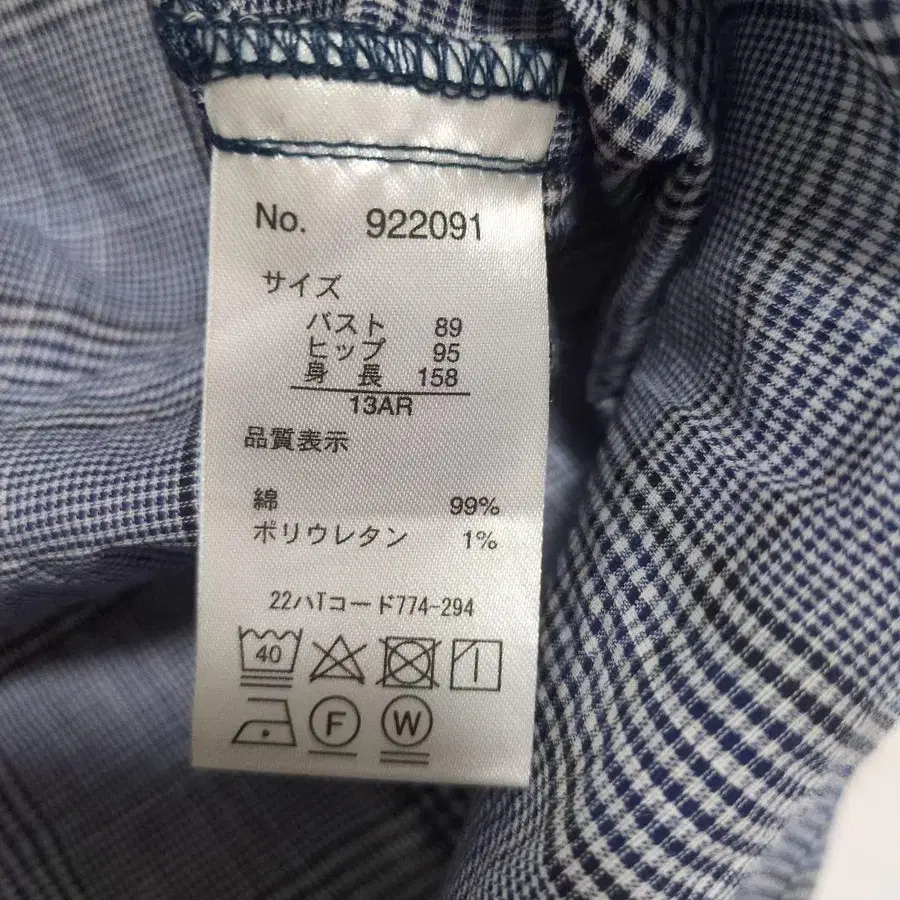 No. 922091
サイズ
バスト 89
ヒップ 95
身長 158
13AR
品質表示
綿 99%
ポリウレタン 1%
22ハTコード774-294
40
F W